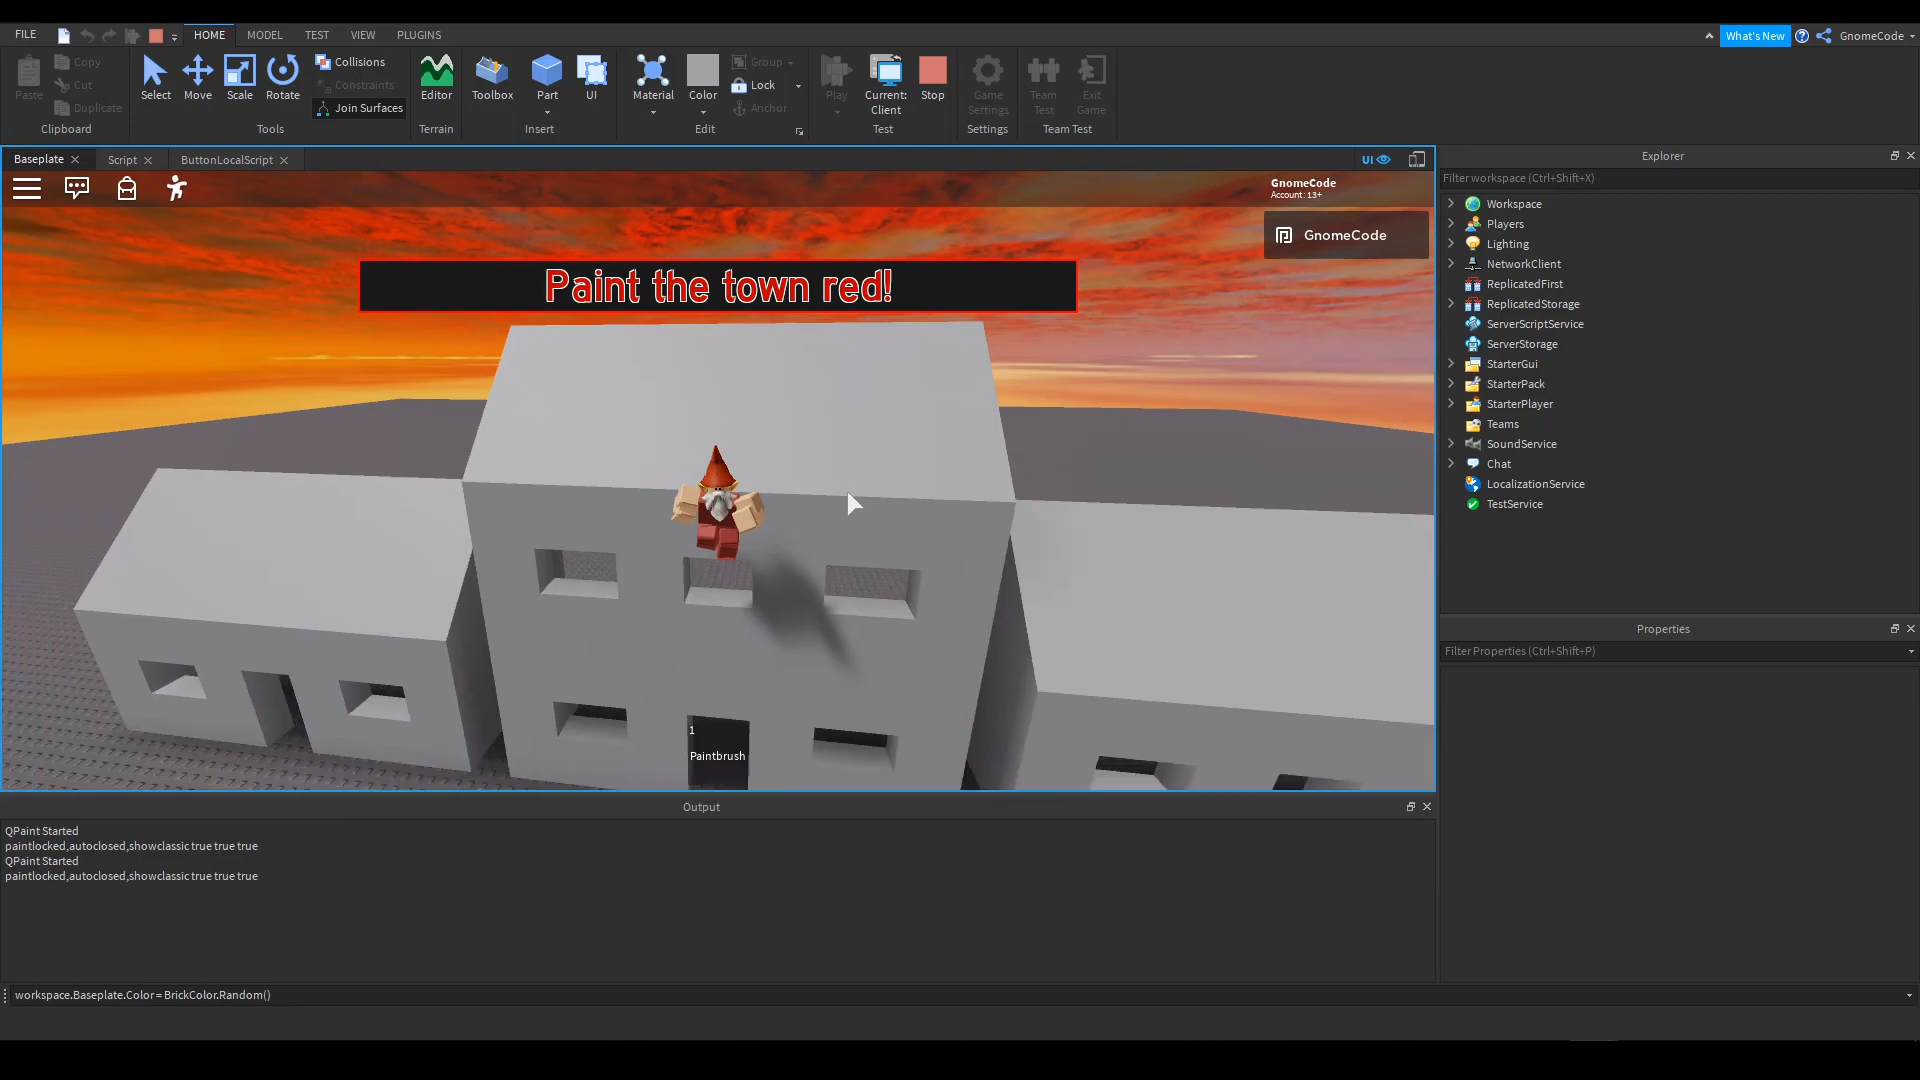 FILE HOME MODEL TEST VIEW PLUGINS What's New GnomeCode
Paste Copy Cut Duplicate Select Move Scale Rotate Collisions Constraints Join Surfaces Editor Toolbox Part UI Material Color Group Lock Anchor Play Current: Client Stop Game Settings Team Test Exit Game
Clipboard Tools Terrain Insert Edit Test Settings Team Test
Baseplate Script ButtonLocalScript UI
GnomeCode
Account: 13+
GnomeCode
Paint the town red!
1
Paintbrush
Explorer
Filter workspace (Ctrl+Shift+X)
Workspace
Players
Lighting
NetworkClient
ReplicatedFirst
ReplicatedStorage
ServerScriptService
ServerStorage
StarterGui
StarterPack
StarterPlayer
Teams
SoundService
Chat
LocalizationService
TestService
Properties
Filter Properties (Ctrl+Shift+P)
Output
QPaint Started
paintlocked,autoclosed,showclassic true true true
QPaint Started
paintlocked,autoclosed,showclassic true true true
workspace.Baseplate.Color = BrickColor.Random()